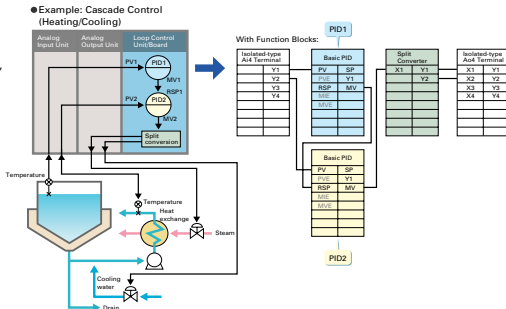 ●Example: Cascade Control
(Heating/Cooling)
Analog
Input Unit
Analog
Output Unit
Loop Control
Unit/Board
PV1
PID1
MV1
RSP1
PV2
PID2
MV2
Split
conversion
Temperature
Temperature
Heat
exchange
Steam
Cooling
water
Drain
With Function Blocks:
PID1
Isolated-type
Ai4 Terminal
Y1
Y2
Y3
Y4
Basic PID
PV SP
PVE Y1
RSP MV
MIE
MVE
Split
Converter
X1 Y1
Y2
Isolated-type
Ao4 Terminal
X1 Y1
X2 Y2
X3 Y3
X4 Y4
Basic PID
PV SP
PVE Y1
RSP MV
MIE
MVE
PID2